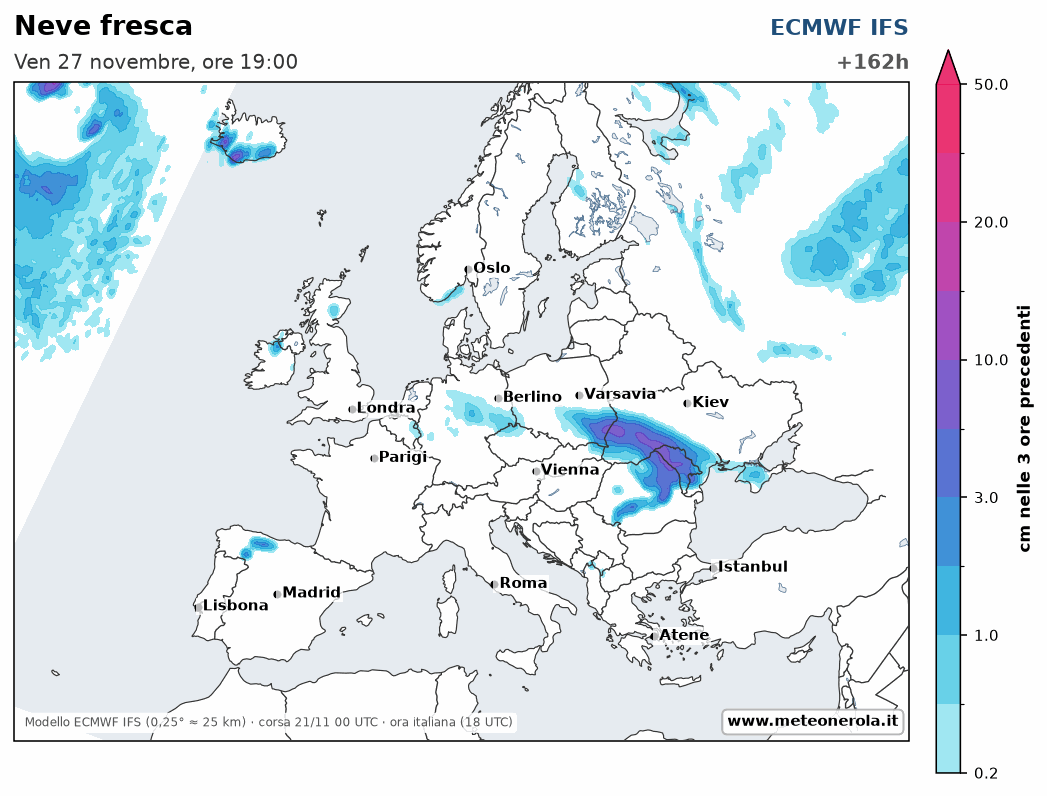 Neve fresca
ECMWF IFS
Ven 27 novembre, ore 19:00
+162h
50.0
20.0
10.0
3.0
1.0
0.2
cm nelle 3 ore precedenti
Oslo
Londra
Berlino
Varsavia
Kiev
Parigi
Vienna
Istanbul
Roma
Madrid
Lisbona
Atene
Modello ECMWF IFS (0,25° ≈ 25 km) · corsa 21/11 00 UTC · ora italiana (18 UTC)
www.meteonerola.it